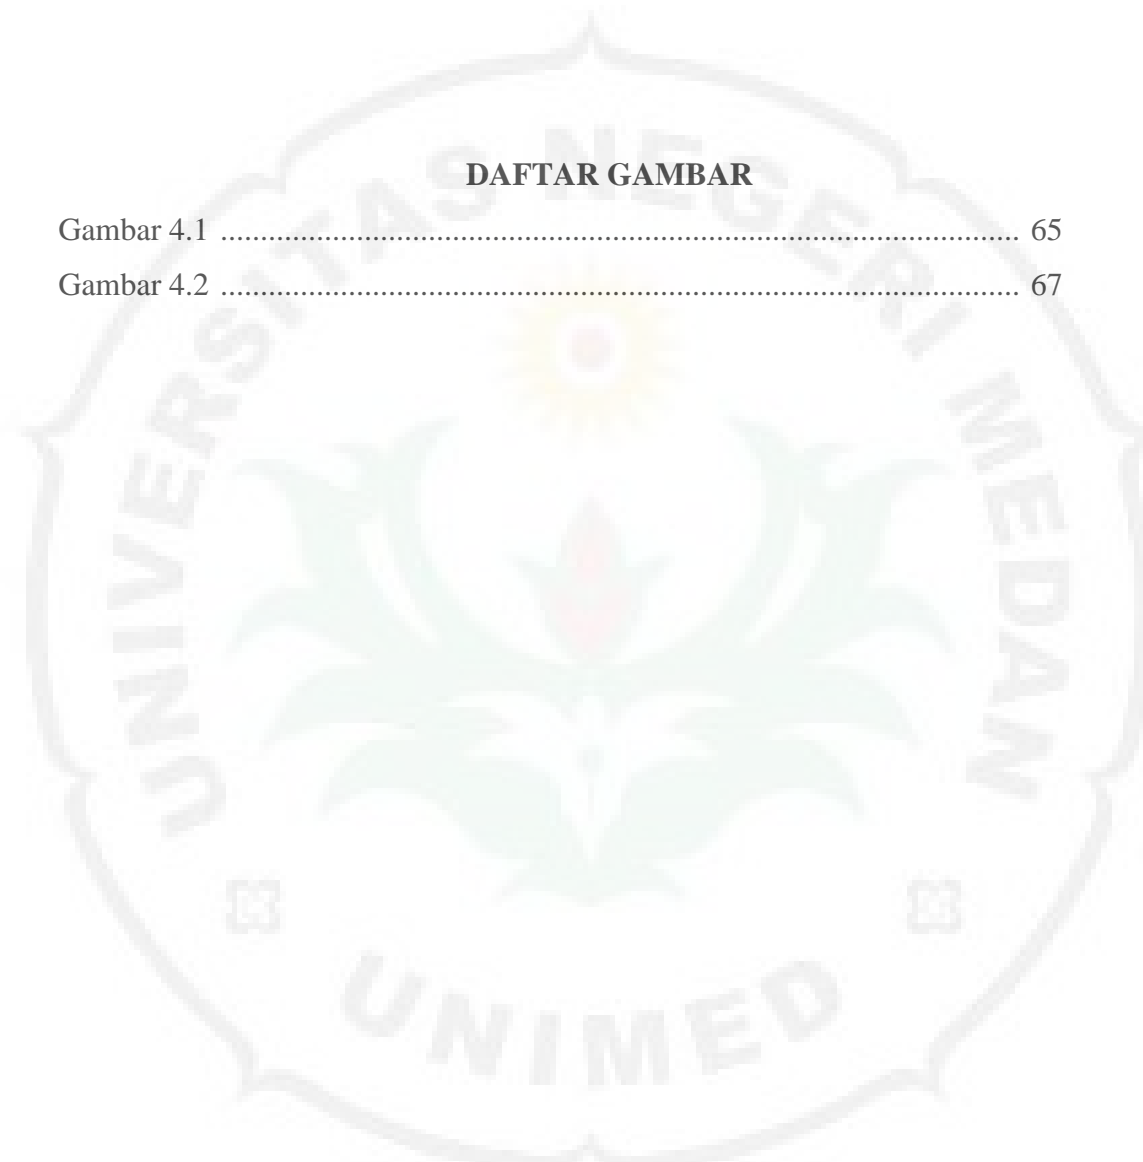 UNIVERSITAS NEGERI MEDAN
DAFTAR GAMBAR
Gambar 4.1 ...................................................................................... 65
Gambar 4.2 ...................................................................................... 67
UNIMED